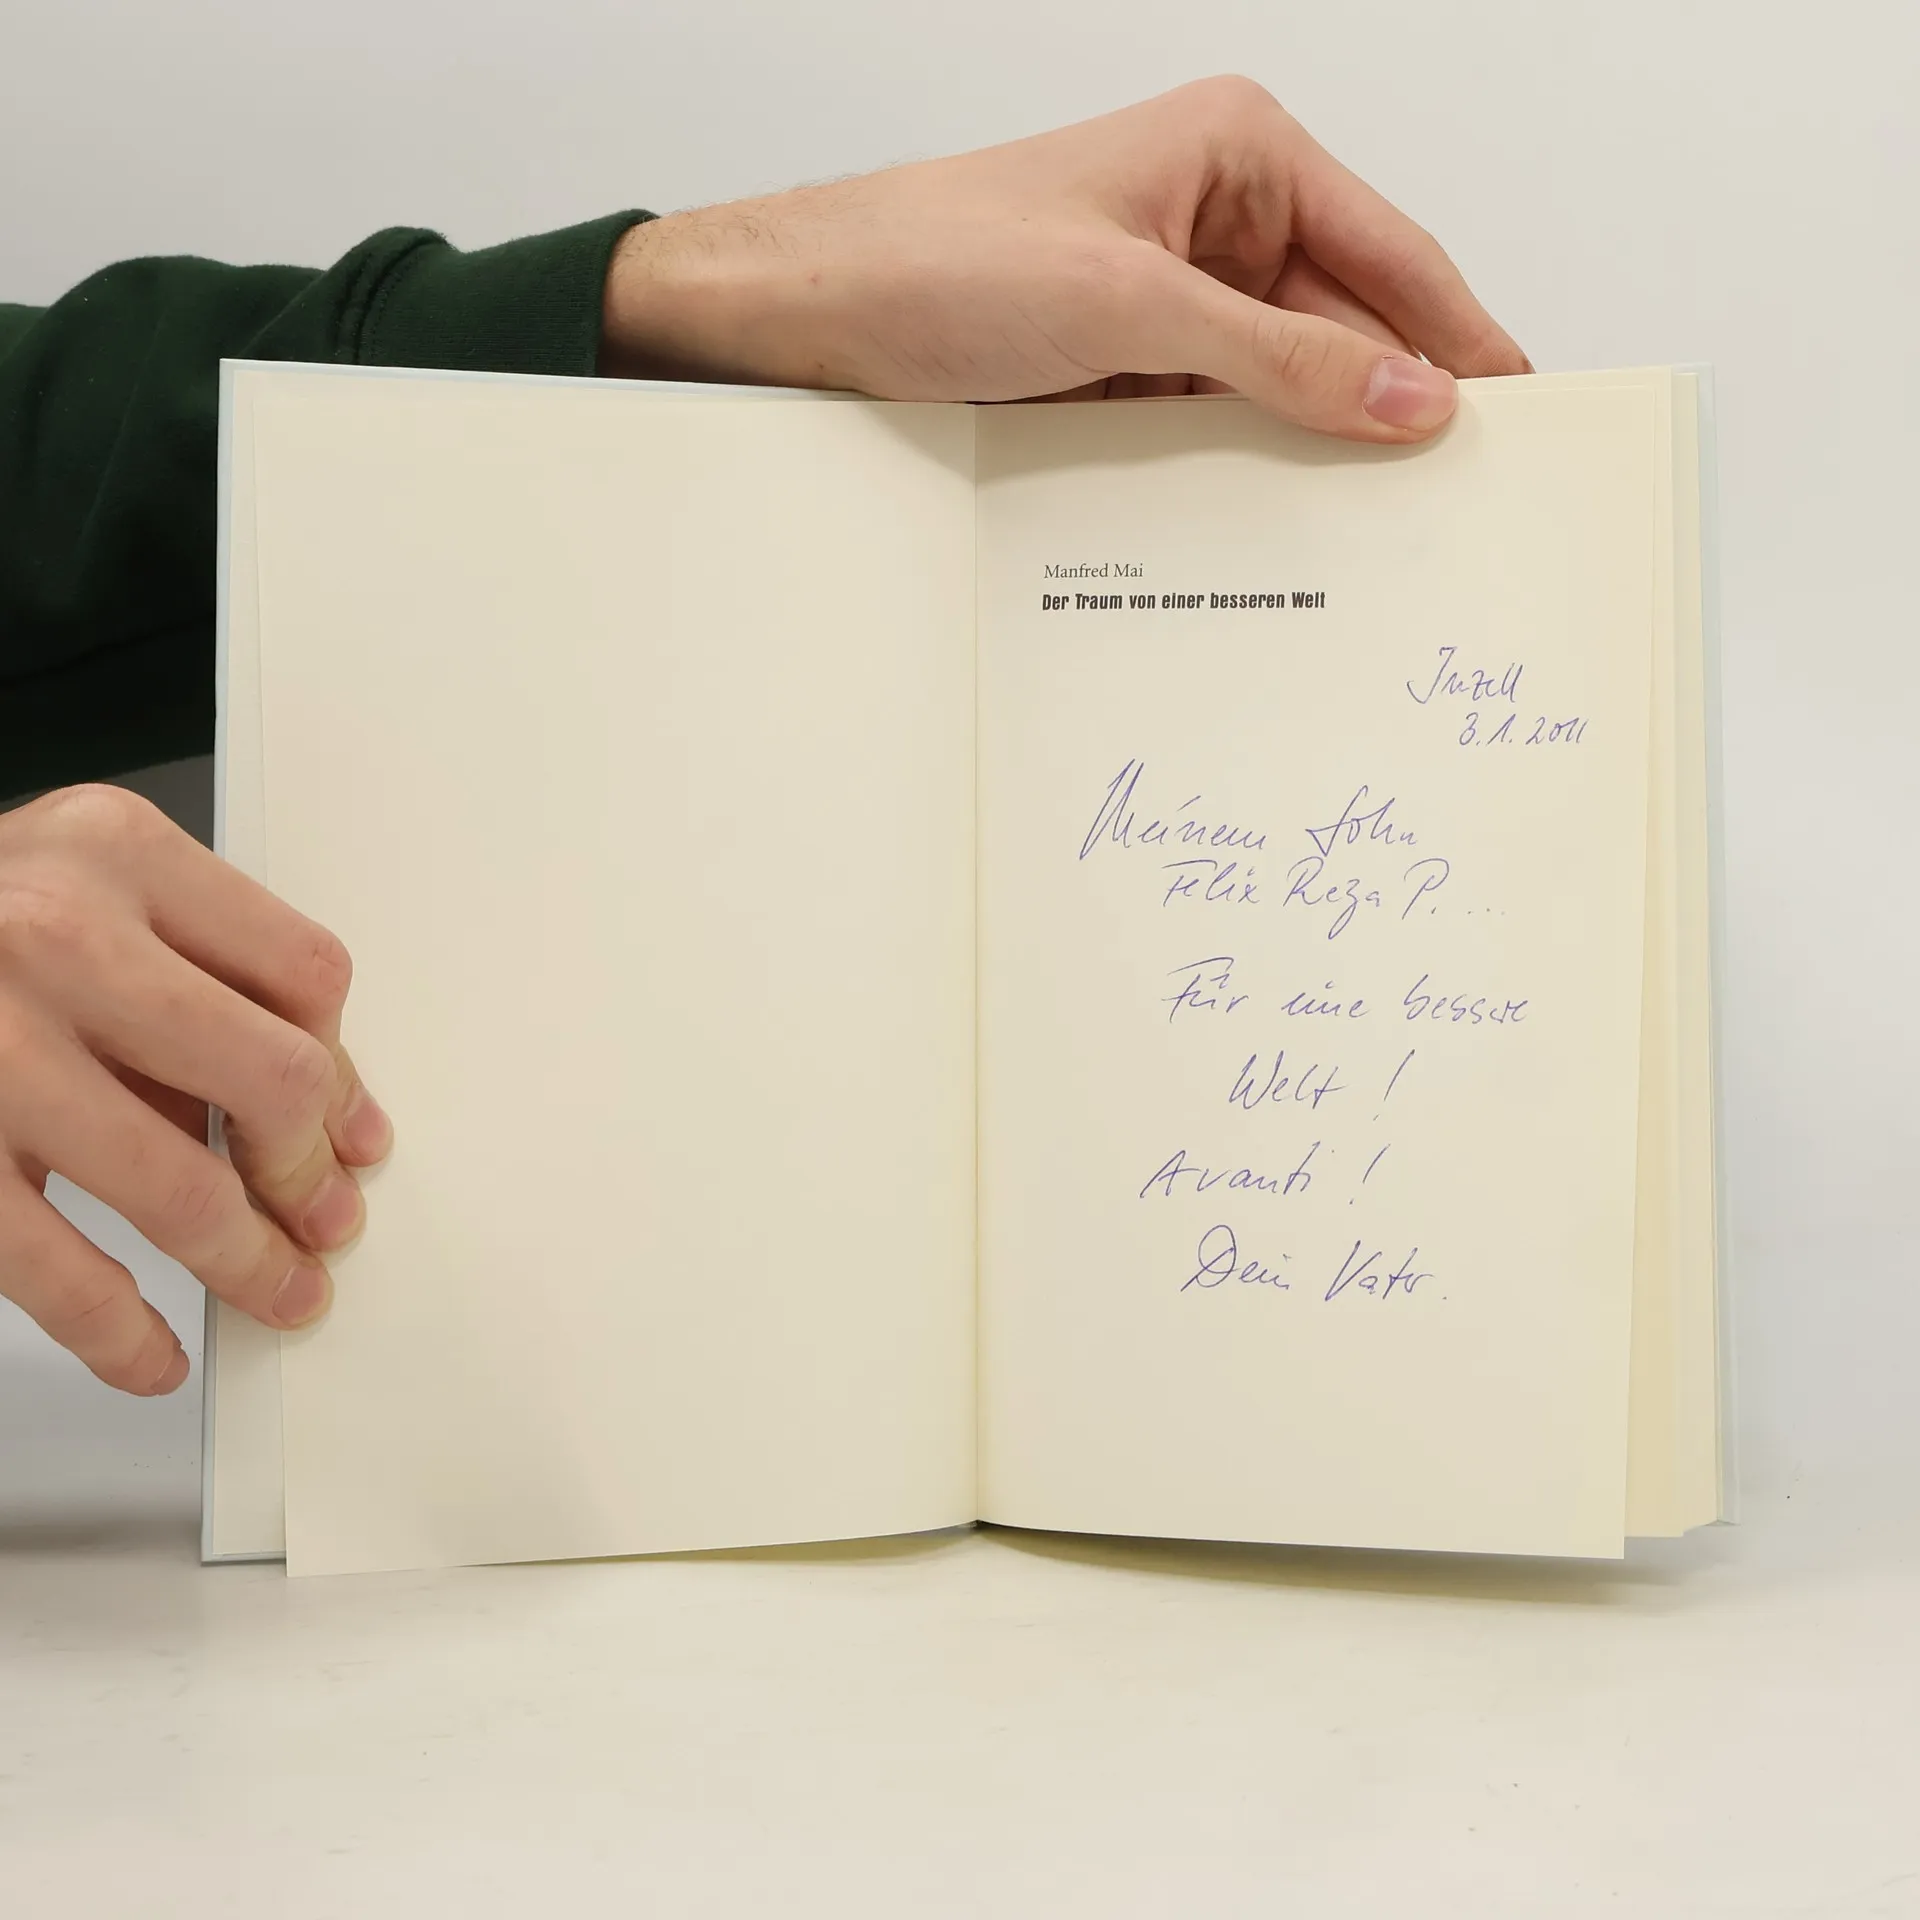 Manfred Mai
Der Traum von einer besseren Welt
Inzell
3.1.2011
Meinem Sohn
Felix Reza P. ...
Für eine bessere
Welt!
Avanti!
Dein Vater.